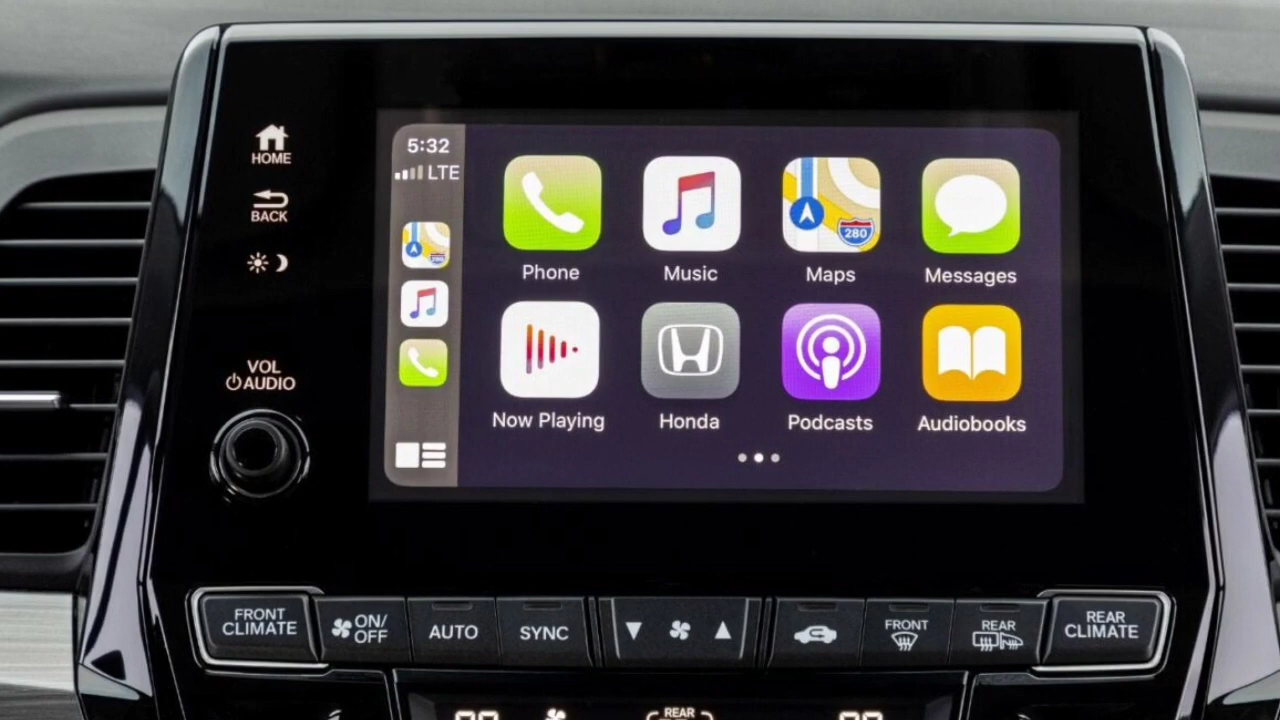 HOME
BACK
VOL
AUDIO
5:32
LTE
280
Phone
Music
Maps
Messages
Now Playing
Honda
Podcasts
Audiobooks
FRONT
CLIMATE
ON/
OFF
AUTO
SYNC
FRONT
REAR
REAR
CLIMATE
REAR